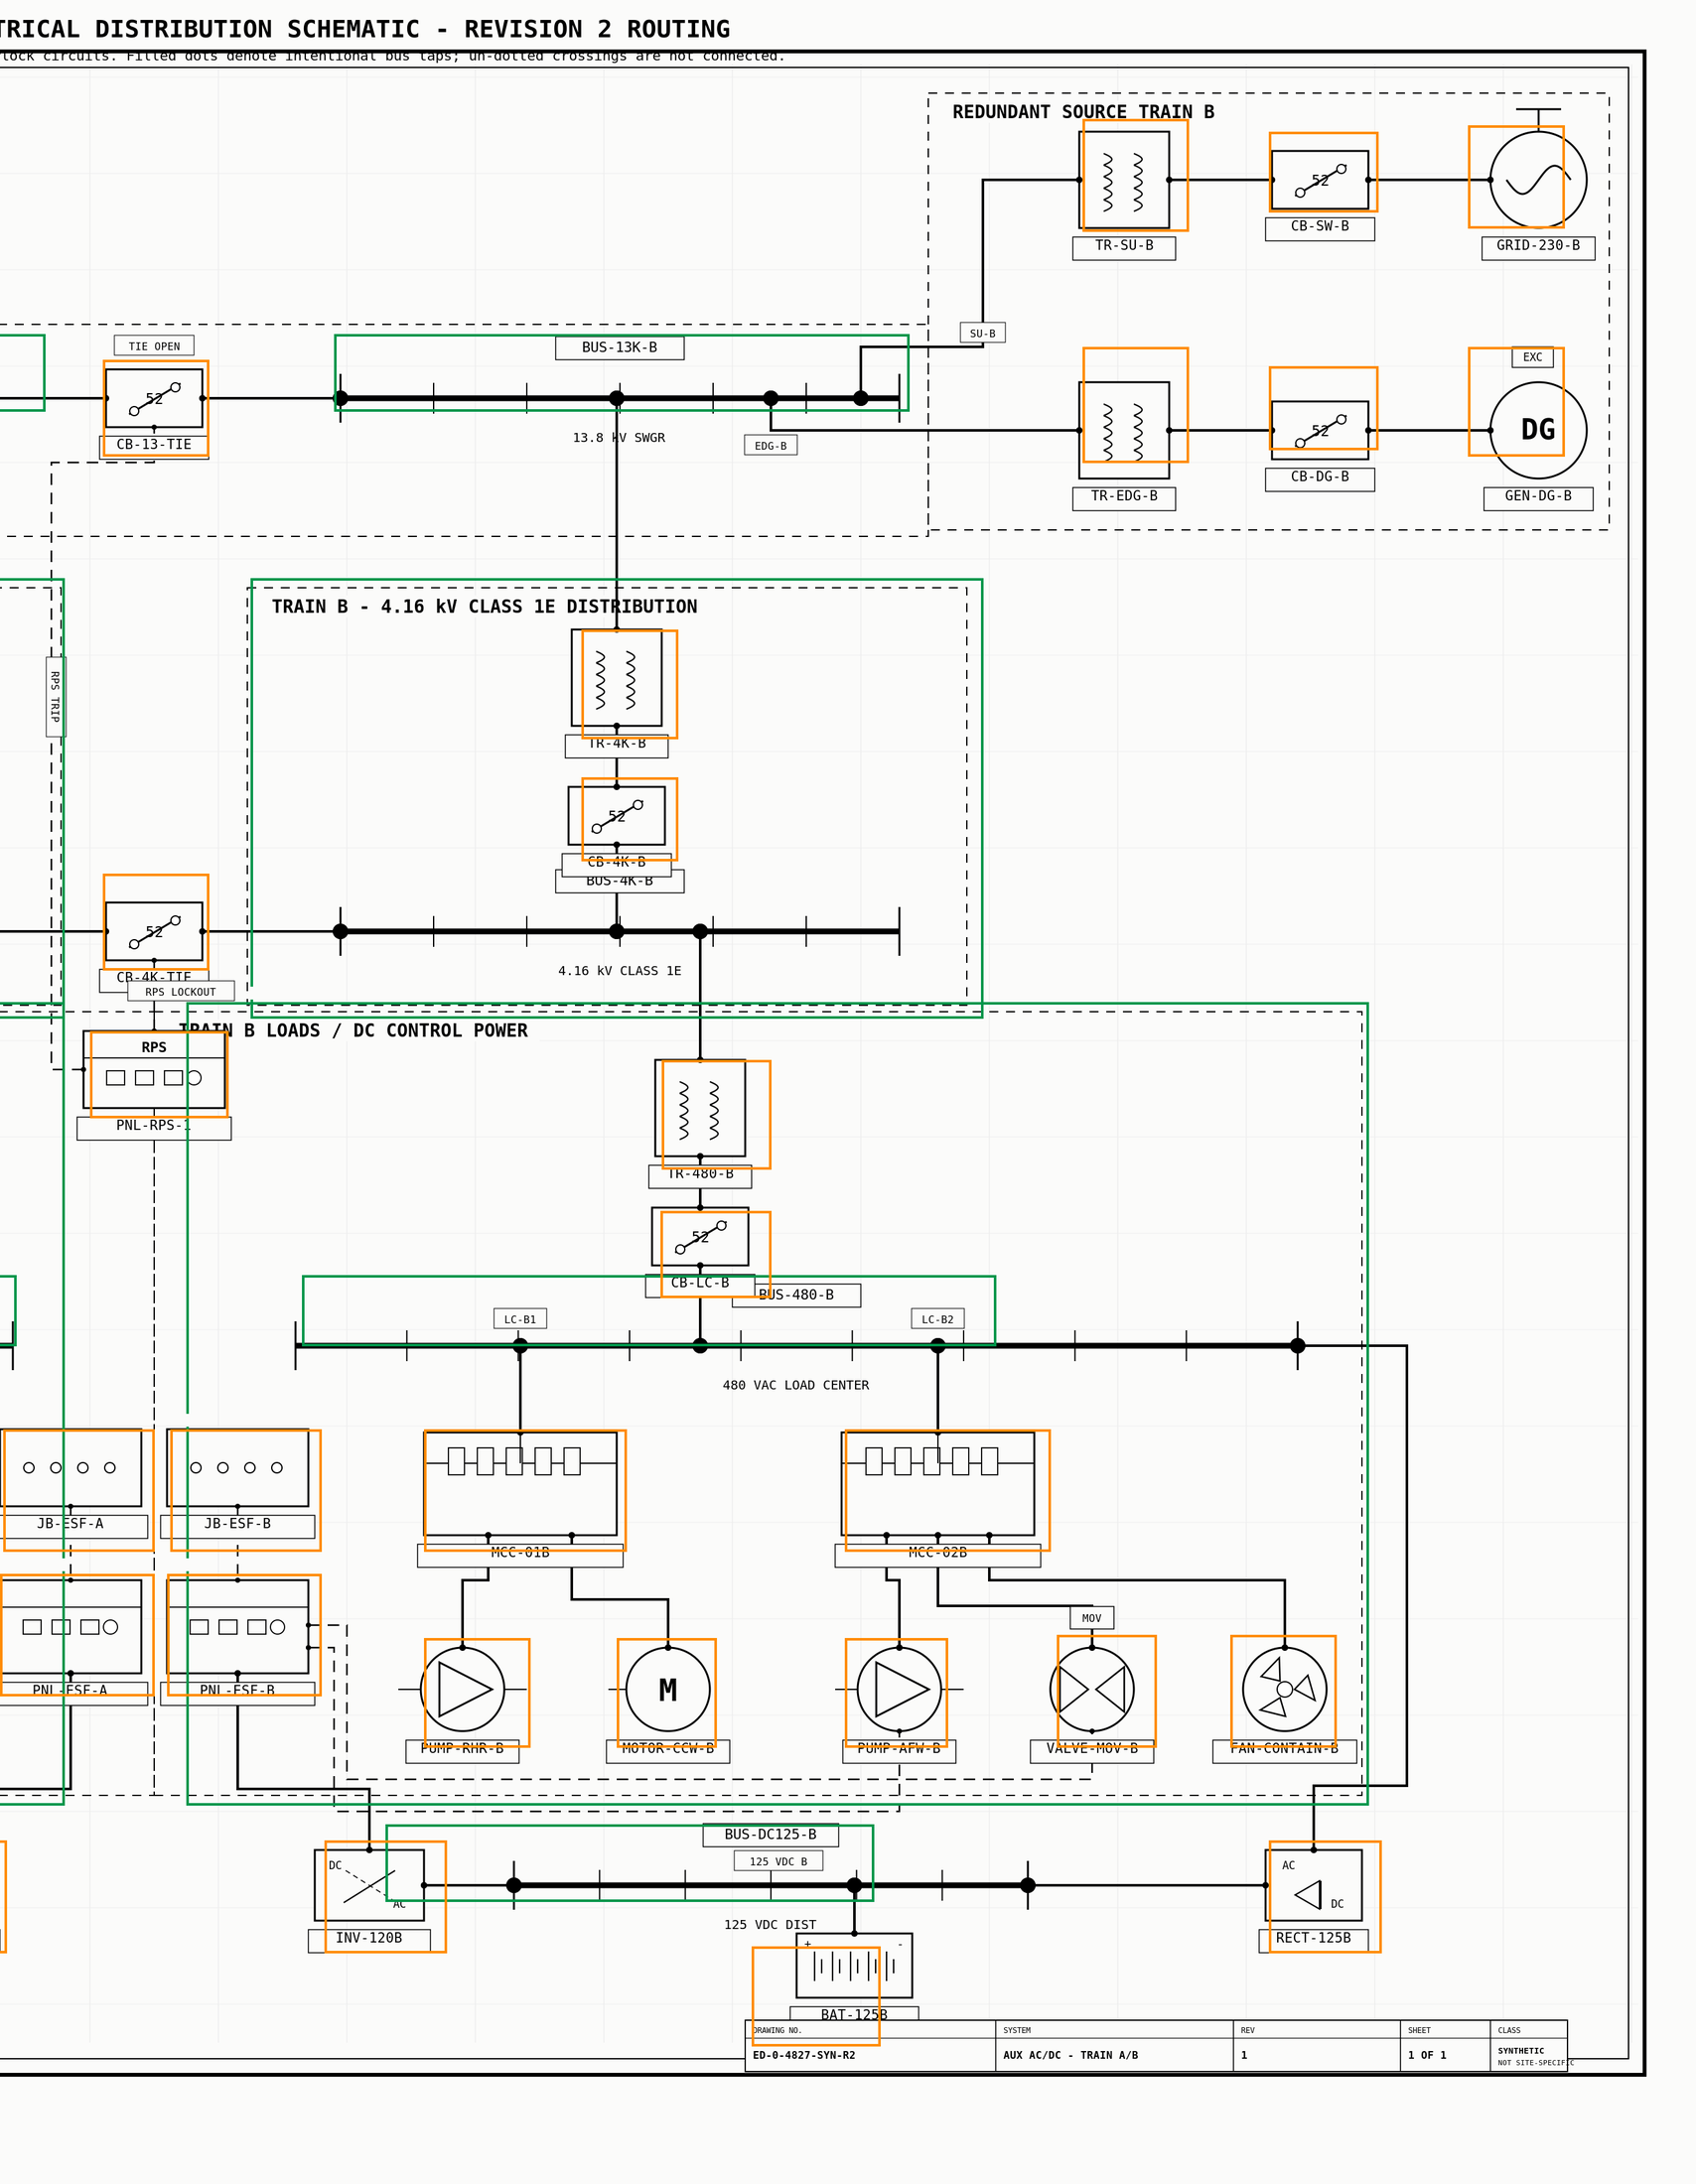 TRICAL DISTRIBUTION SCHEMATIC - REVISION 2 ROUTING
lock circuits. Filled dots denote intentional bus taps; un-dotted crossings are not connected.
REDUNDANT SOURCE TRAIN B
52
TR-SU-B
CB-SW-B
GRID-230-B
SU-B
TIE OPEN
BUS-13K-B
EXC
52
CB-13-TIE
13.8 kV SWGR
EDG-B
52
DG
TR-EDG-B
CB-DG-B
GEN-DG-B
TRAIN B - 4.16 kV CLASS 1E DISTRIBUTION
RPS TRIP
TR-4K-B
52
CB-4K-B
BUS-4K-B
52
CB-4K-TIE
4.16 kV CLASS 1E
RPS LOCKOUT
TRAIN B LOADS / DC CONTROL POWER
RPS
PNL-RPS-1
TR-480-B
52
CB-LC-B
BUS-480-B
LC-B1
LC-B2
480 VAC LOAD CENTER
JB-ESF-A
JB-ESF-B
MCC-01B
MCC-02B
MOV
M
PNL-ESF-A
PNL-ESF-B
PUMP-RHR-B
MOTOR-CCW-B
PUMP-AFW-B
VALVE-MOV-B
FAN-CONTAIN-B
BUS-DC125-B
125 VDC B
DC
AC
INV-120B
125 VDC DIST
AC
DC
RECT-125B
+ -
BAT-125B
DRAWING NO.
ED-0-4827-SYN-R2
SYSTEM
AUX AC/DC - TRAIN A/B
REV
1
SHEET
1 OF 1
CLASS
SYNTHETIC
NOT SITE-SPECIFIC